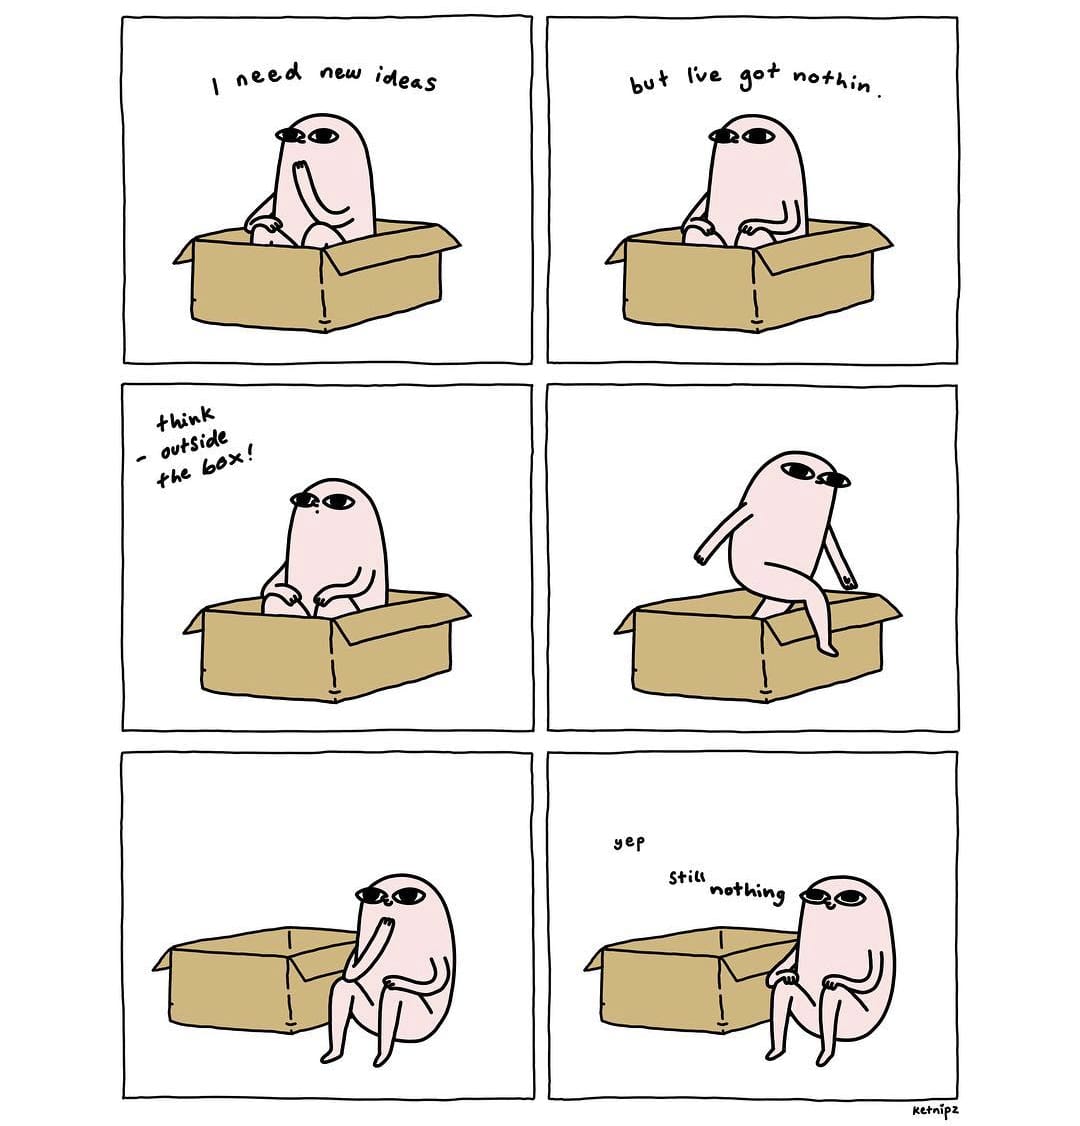 I need new ideas
but I've got nothin.
think
- outside
the box!
yep
still
nothing
ketnipz